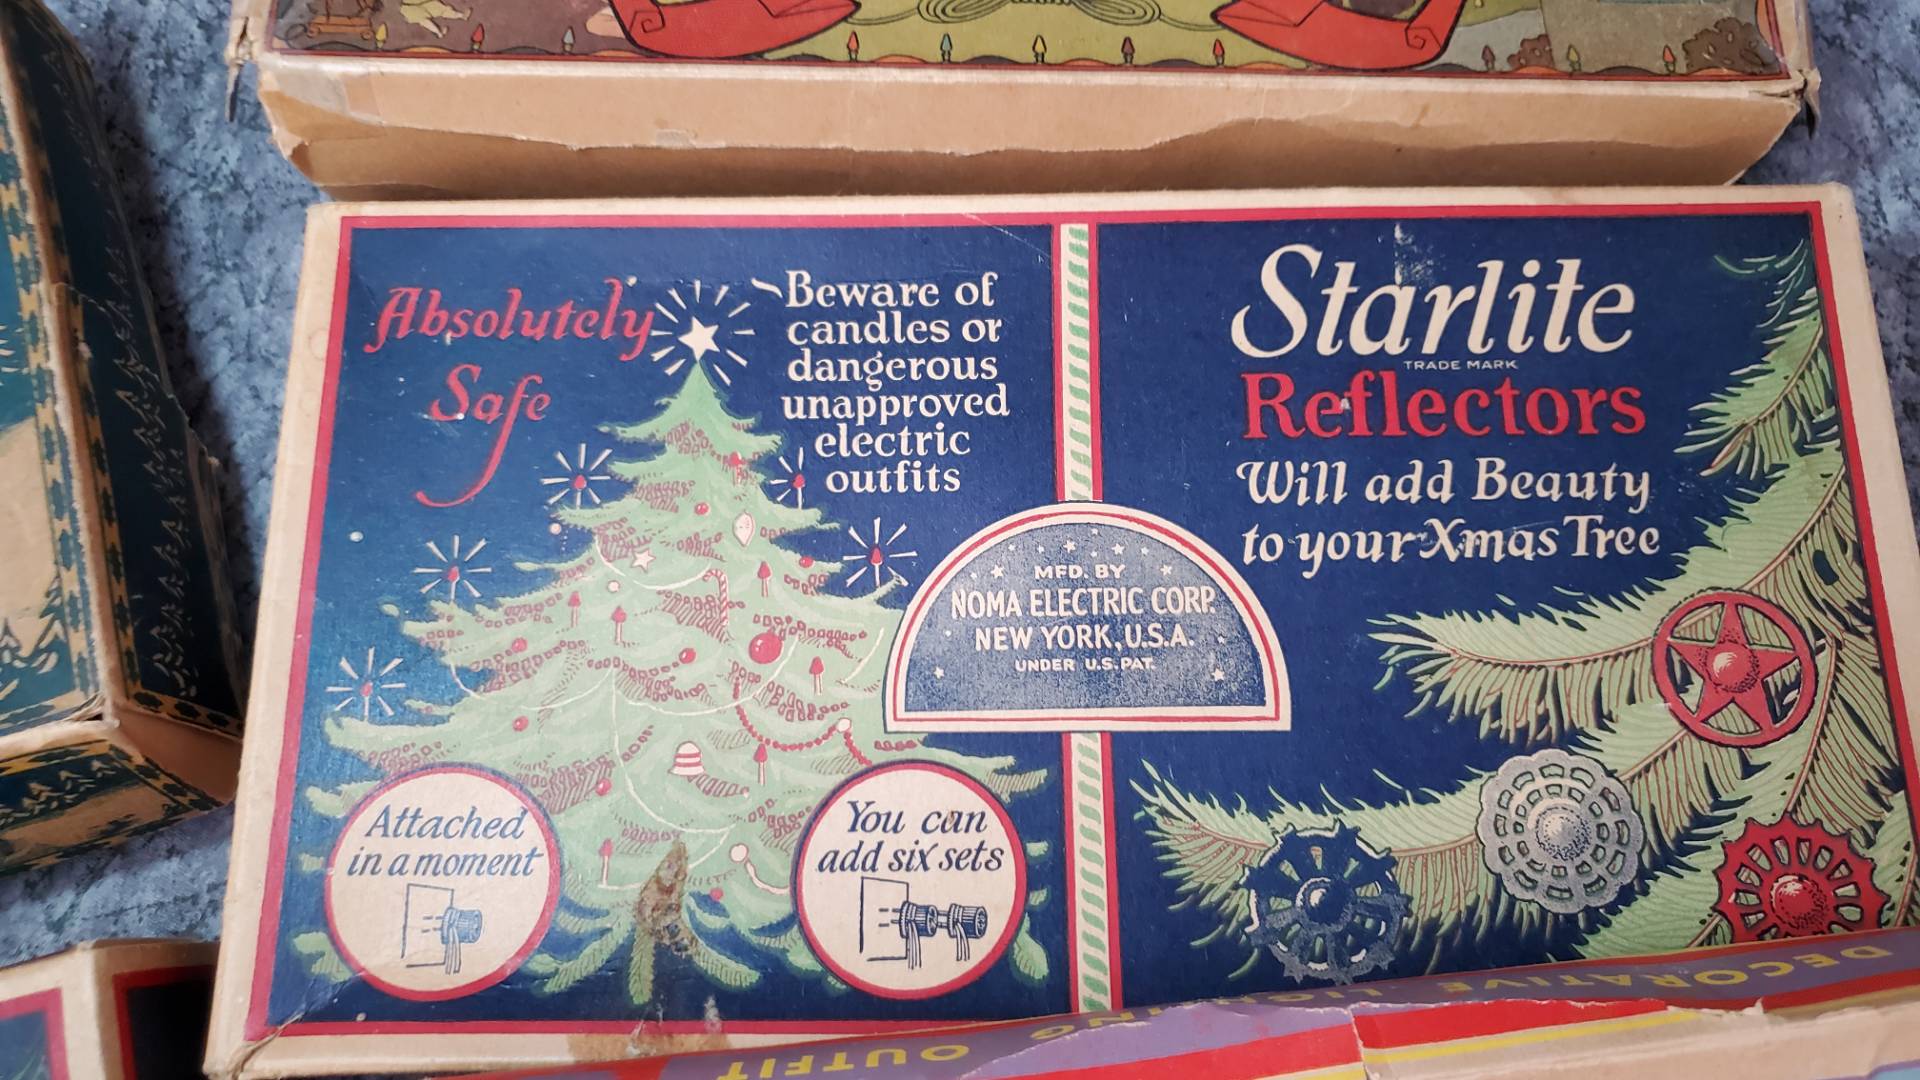 Absolutely
Safe
Beware of
candles or
dangerous
unapproved
electric
outfits
Starlite
TRADE MARK
Reflectors
Will add Beauty
to your Xmas Tree
MFD. BY
NOMA ELECTRIC CORP.
NEW YORK, U.S.A.
UNDER U.S. PAT.
Attached
in a moment
You can
add six sets
DECORATIVE
OUTFIT